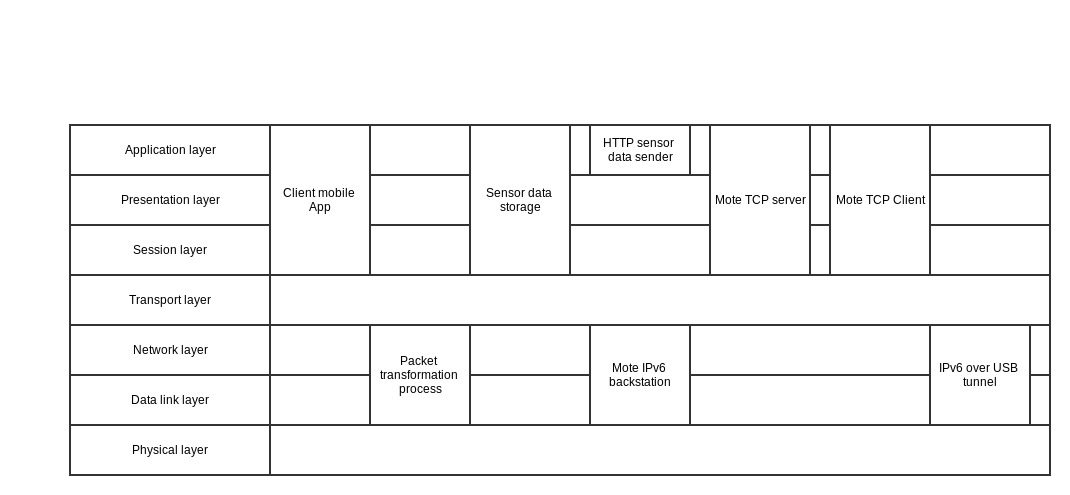 Application layer
Presentation layer
Session layer
Transport layer
Network layer
Data link layer
Physical layer
Client mobile
App
Sensor data
storage
HTTP sensor
data sender
Mote TCP server
Mote TCP Client
Packet
transformation
process
Mote IPv6
backstation
IPv6 over USB
tunnel